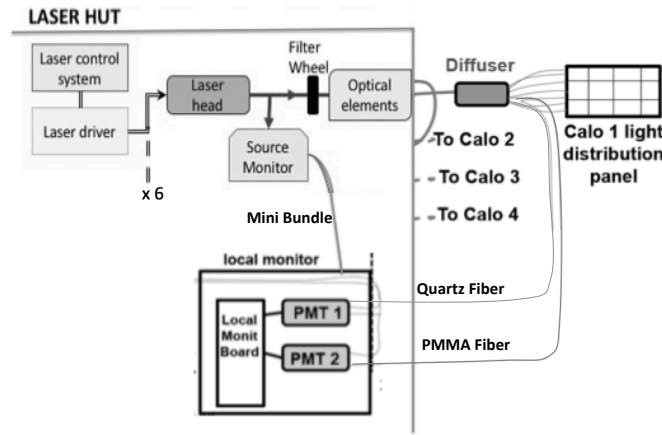 LASER HUT
Laser control
system
Laser driver
x 6
Laser
head
Filter
Wheel
Optical
elements
Source
Monitor
Diffuser
Calo 1 light
distribution
panel
To Calo 2
To Calo 3
To Calo 4
Mini Bundle
local monitor
Local
Monit
Board
PMT 1
PMT 2
Quartz Fiber
PMMA Fiber